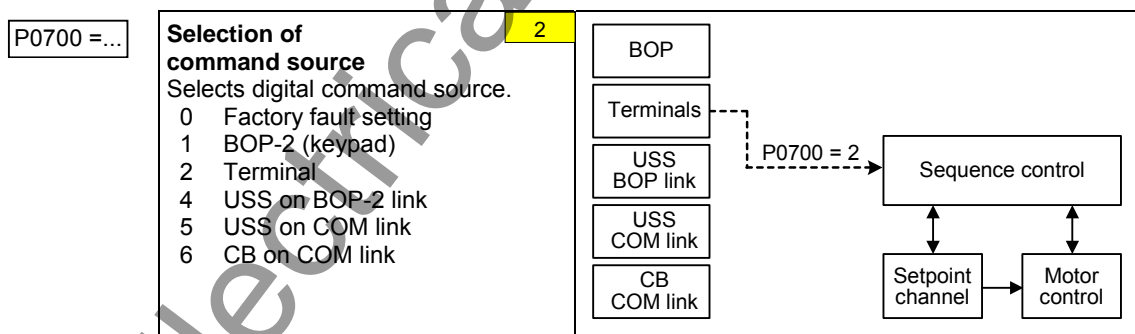 P0700 =...
Selection of
command source
2
Selects digital command source.
0 Factory fault setting
1 BOP-2 (keypad)
2 Terminal
4 USS on BOP-2 link
5 USS on COM link
6 CB on COM link
BOP
Terminals
USS
BOP link
USS
COM link
CB
COM link
P0700 = 2
Sequence control
Setpoint
channel
Motor
control